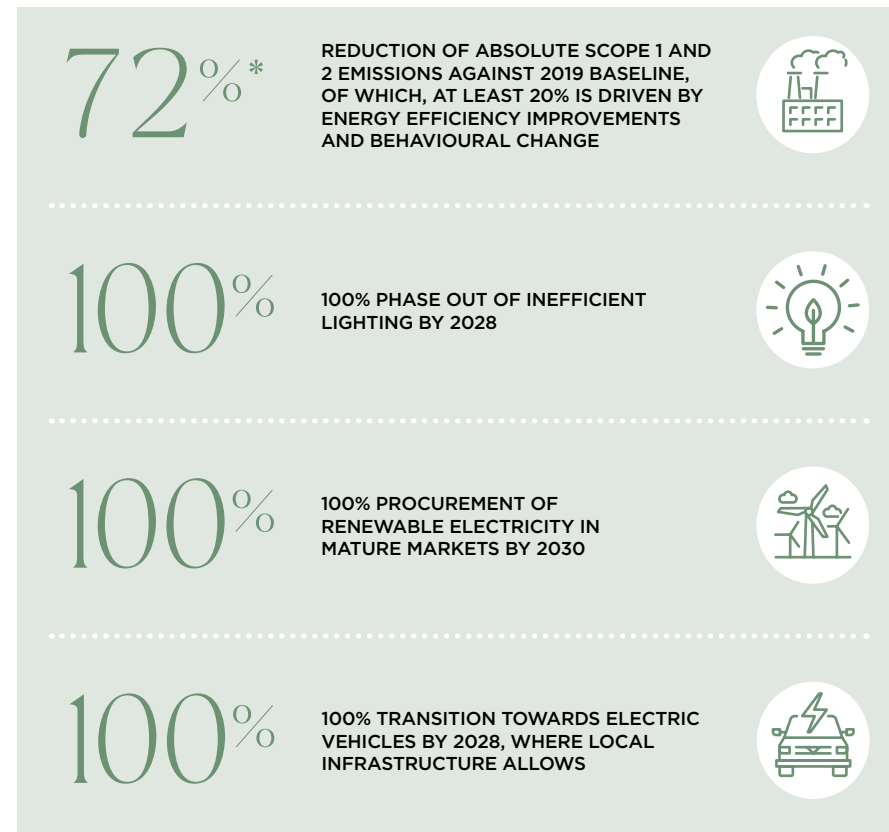 72%*
REDUCTION OF ABSOLUTE SCOPE 1 AND
2 EMISSIONS AGAINST 2019 BASELINE,
OF WHICH, AT LEAST 20% IS DRIVEN BY
ENERGY EFFICIENCY IMPROVEMENTS
AND BEHAVIOURAL CHANGE
100%
100% PHASE OUT OF INEFFICIENT
LIGHTING BY 2028
100%
100% PROCUREMENT OF
RENEWABLE ELECTRICITY IN
MATURE MARKETS BY 2030
100%
100% TRANSITION TOWARDS ELECTRIC
VEHICLES BY 2028, WHERE LOCAL
INFRASTRUCTURE ALLOWS